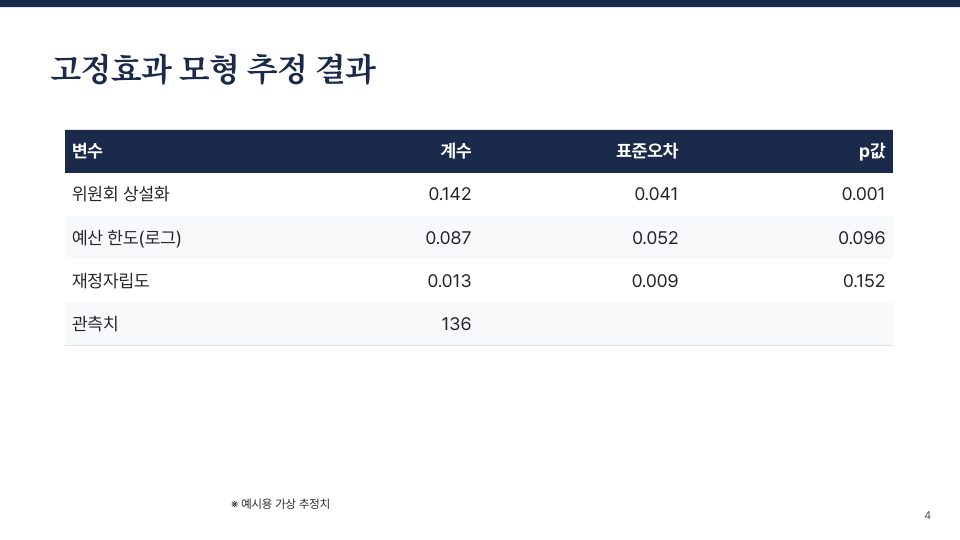 고정효과 모형 추정 결과
변수 계수 표준오차 p값
위원회 상설화 0.142 0.041 0.001
예산 한도(로그) 0.087 0.052 0.096
재정자립도 0.013 0.009 0.152
관측치 136
※ 예시용 가상 추정치
4